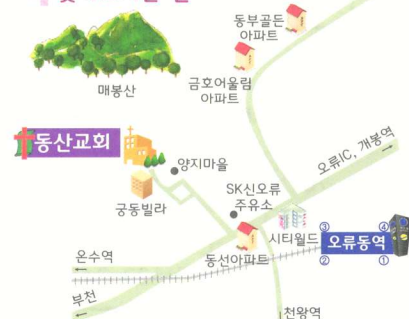 동부골든
아파트
매봉산
금호어울림
아파트
동산교회
양지마을
오류IC, 개봉역
궁동빌라
SK신오류
주유소
③
④
시티월드
오류동역
온수역
동선아파트
②
①
부천
천왕역